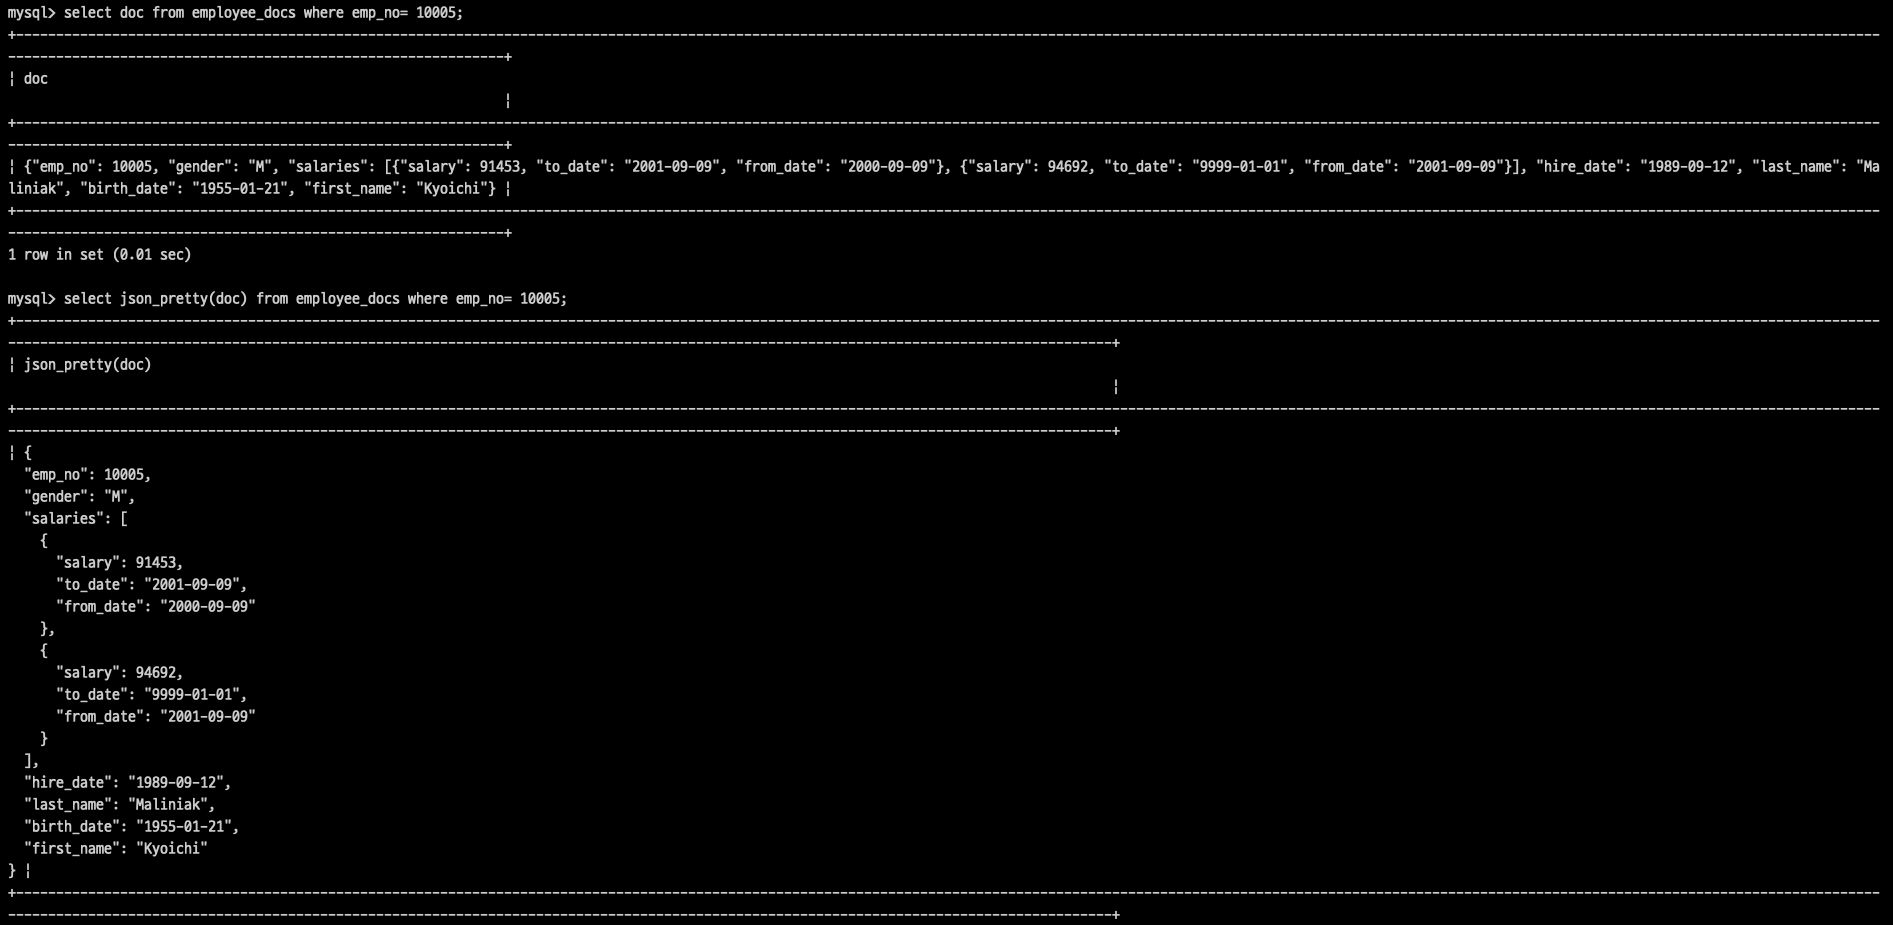 mysql> select doc from employee_docs where emp_no= 10005;
| doc
|
| {"emp_no": 10005, "gender": "M", "salaries": [{"salary": 91453, "to_date": "2001-09-09", "from_date": "2000-09-09"}, {"salary": 94692, "to_date": "9999-01-01", "from_date": "2001-09-09"}], "hire_date": "1989-09-12", "last_name": "Ma
liniak", "birth_date": "1955-01-21", "first_name": "Kyoichi"} |
1 row in set (0.01 sec)
mysql> select json_pretty(doc) from employee_docs where emp_no= 10005;
| json_pretty(doc)
|
| {
  "emp_no": 10005,
  "gender": "M",
  "salaries": [
    {
      "salary": 91453,
      "to_date": "2001-09-09",
      "from_date": "2000-09-09"
    },
    {
      "salary": 94692,
      "to_date": "9999-01-01",
      "from_date": "2001-09-09"
    }
  ],
  "hire_date": "1989-09-12",
  "last_name": "Maliniak",
  "birth_date": "1955-01-21",
  "first_name": "Kyoichi"
} |